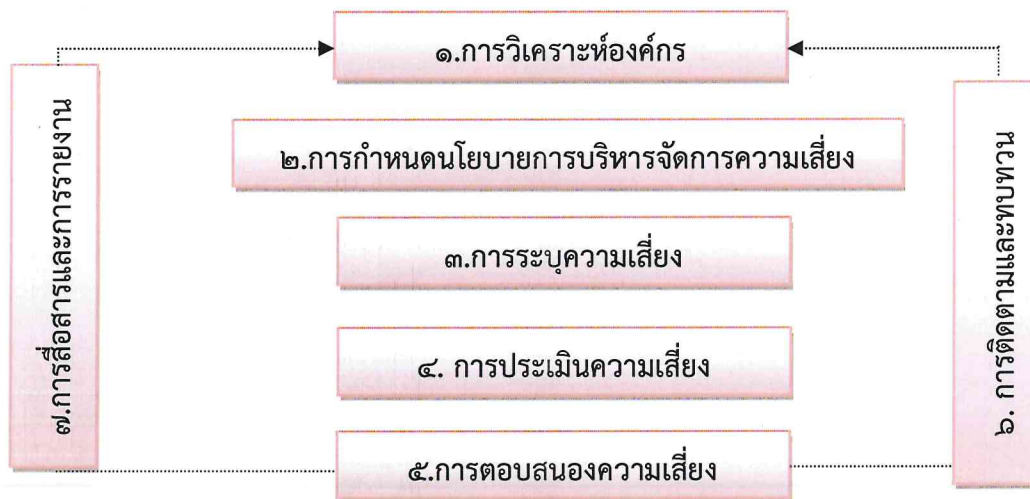 ๑.การวิเคราะห์องค์กร
๒.การกำหนดนโยบายการบริหารจัดการความเสี่ยง
๓.การระบุความเสี่ยง
๔. การประเมินความเสี่ยง
๕.การตอบสนองความเสี่ยง
๖. การติดตามและทบทวน
๗.การสื่อสารและการรายงาน